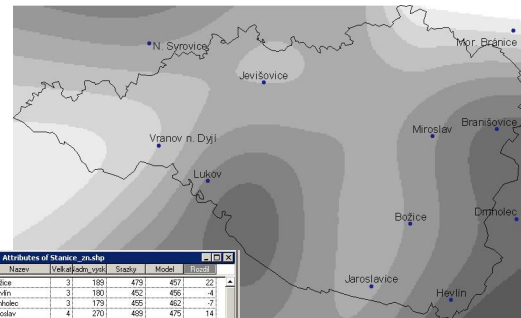 N. Syrovice
Mor. Bránice
Jevišovice
Branišovice
Miroslav
Vranov n. Dyjí
Lukov
Drnholec
Božice
Jaroslavice
Hevlín
Attributes of Stanice_zn.shp
Nazev Velkat Nadm_vysk Srazky Model Rozdil
žice 3 189 479 457 22
vlín 3 180 452 456 -4
nholec 3 179 455 462 -7
oslav 4 270 489 475 14